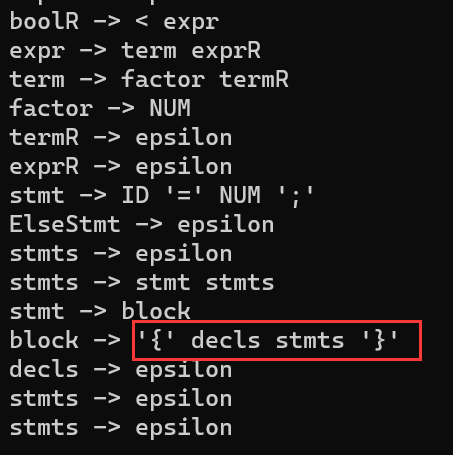 boolR -> < expr
expr -> term exprR
term -> factor termR
factor -> NUM
termR -> epsilon
exprR -> epsilon
stmt -> ID '=' NUM ';'
ElseStmt -> epsilon
stmts -> epsilon
stmts -> stmt stmts
stmt -> block
block -> '{' decls stmts '}'
decls -> epsilon
stmts -> epsilon
stmts -> epsilon